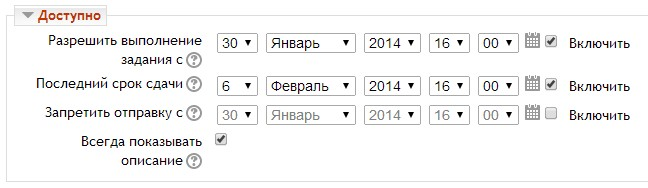 Доступно
Разрешить выполнение 30 Январь 2014 16 00 Включить
задания с
Последний срок сдачи 6 Февраль 2014 16 00 Включить
Запретить отправку с 30 Январь 2014 16 00 Включить
Всегда показывать
описание